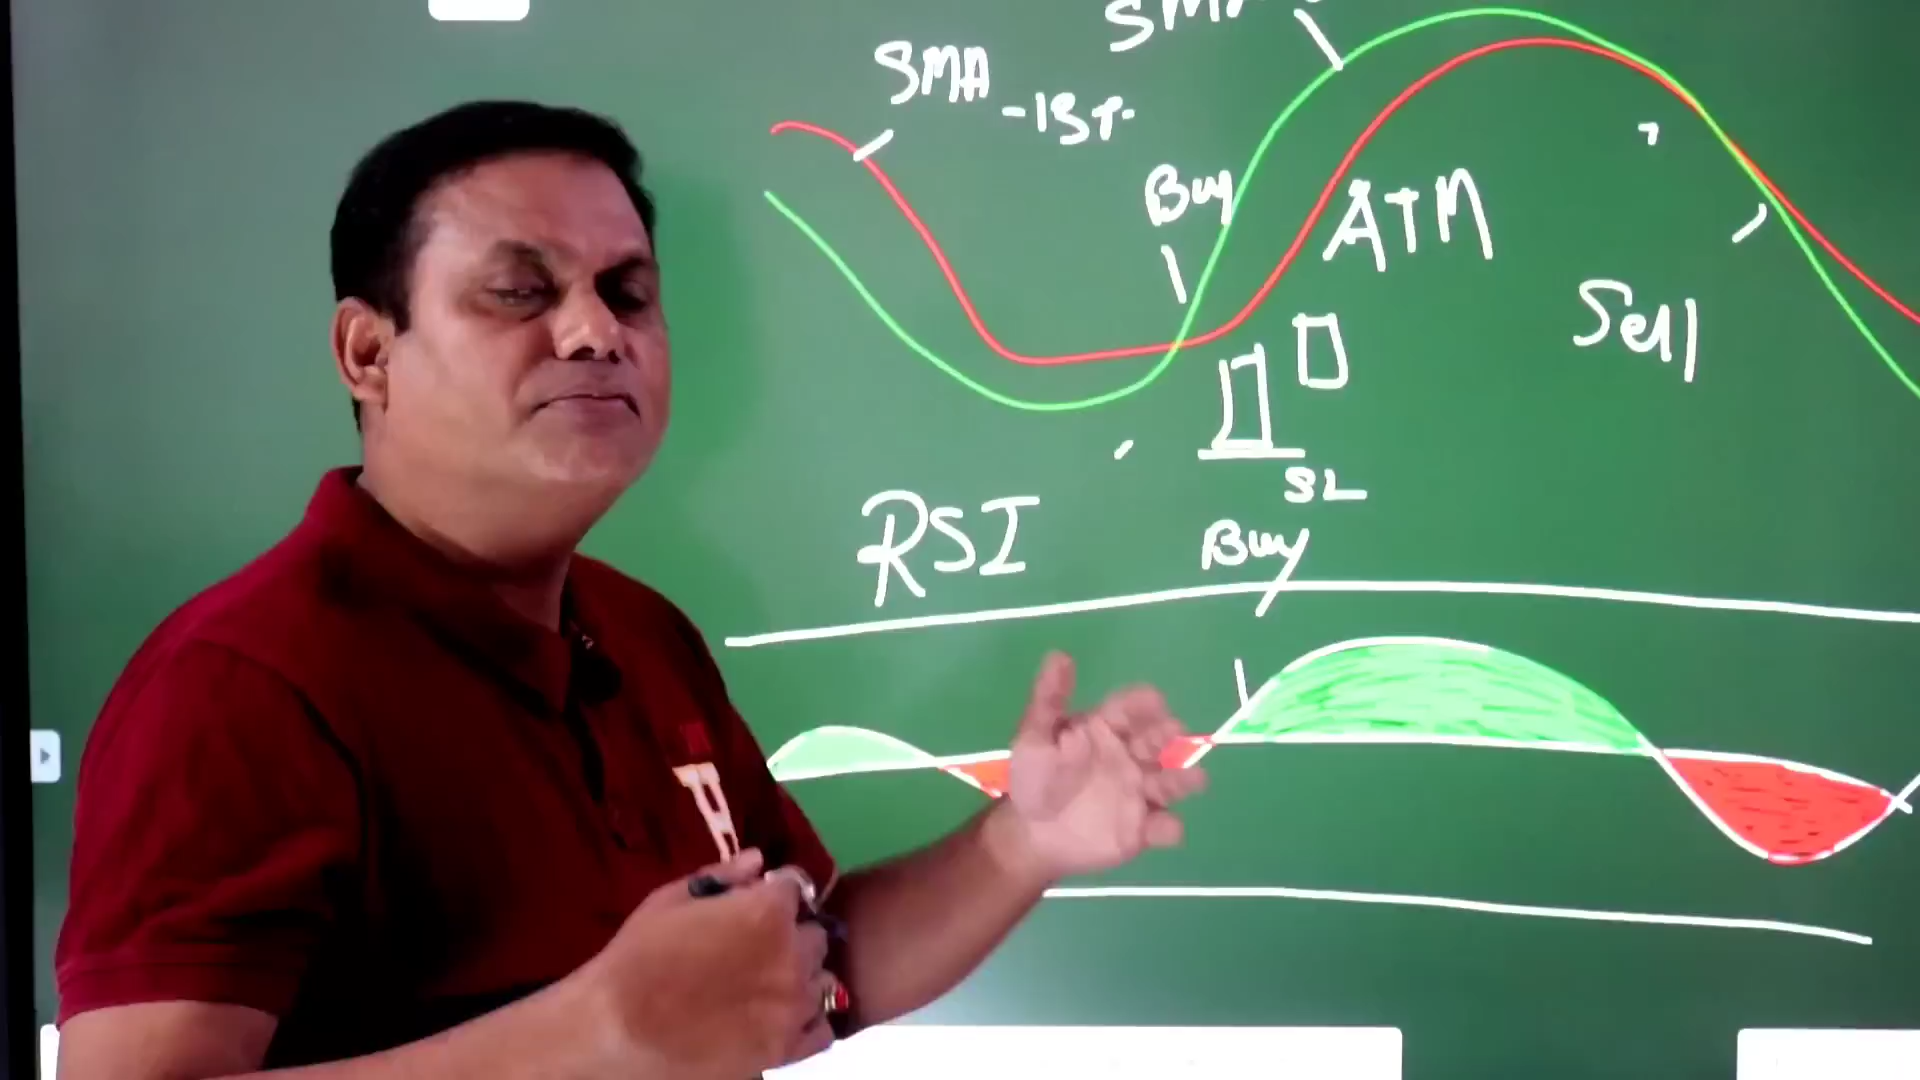 SMA
SMA
-1ST-
Buy
ATM
Sell
SL
RSI
Buy